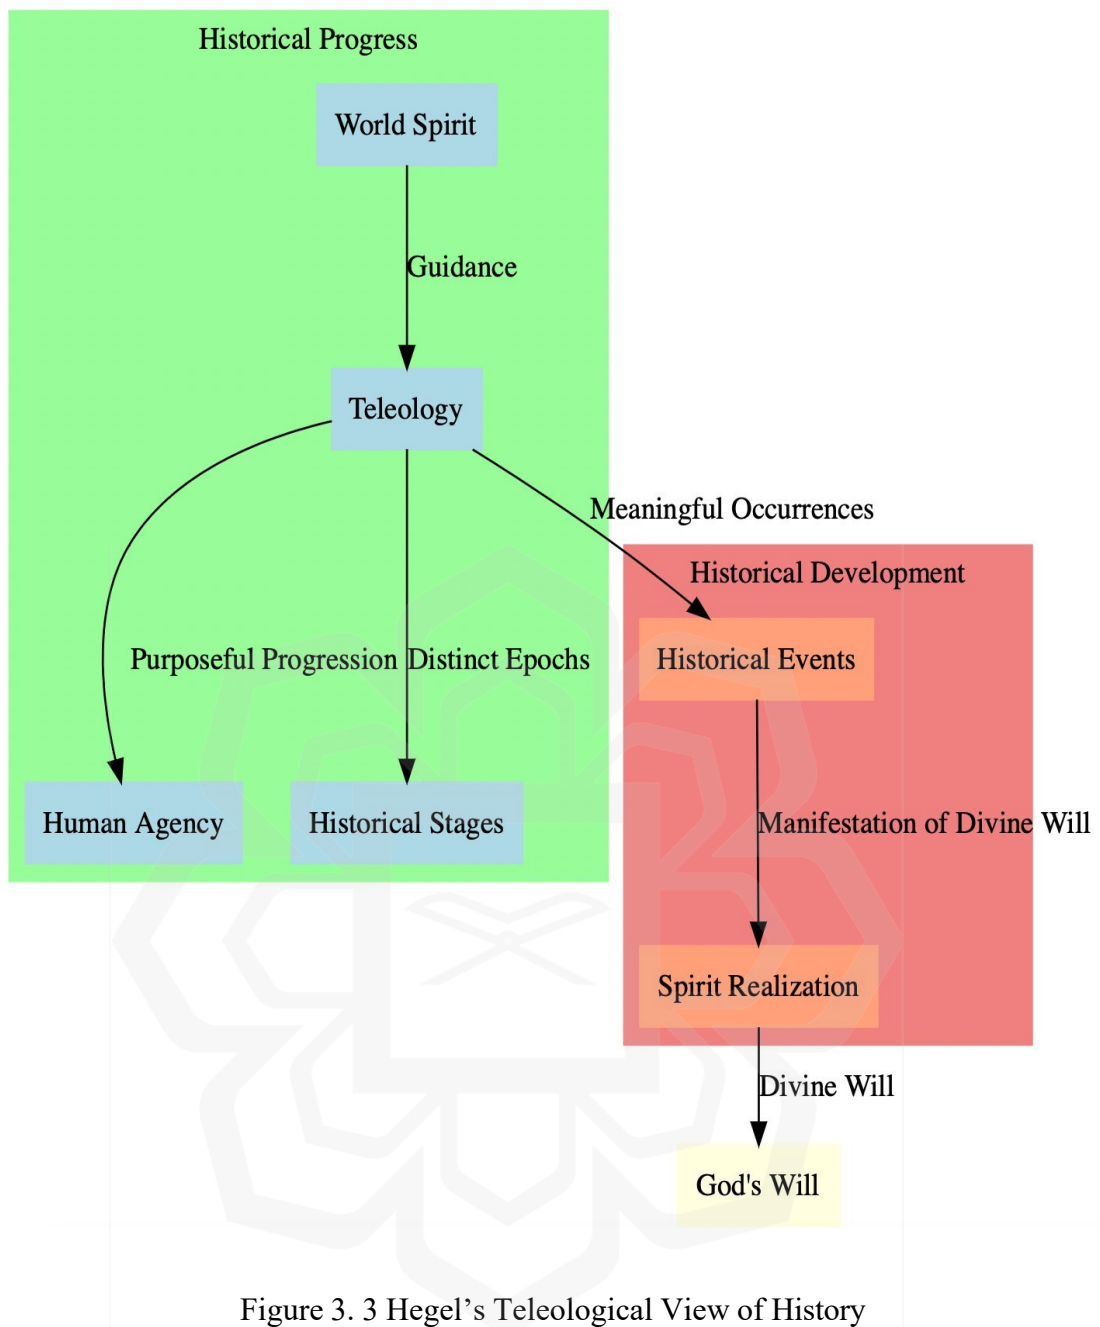 Historical Progress
World Spirit
Guidance
Teleology
Meaningful Occurrences
Historical Development
Purposeful Progression
Distinct Epochs
Historical Events
Human Agency
Historical Stages
Manifestation of Divine Will
Spirit Realization
Divine Will
God's Will
Figure 3. 3 Hegel’s Teleological View of History